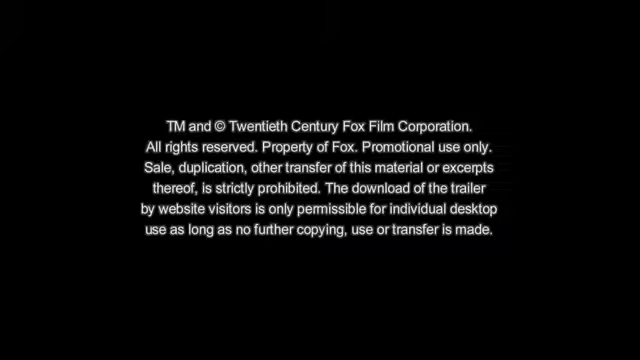 TM and © Twentieth Century Fox Film Corporation.
All rights reserved. Property of Fox. Promotional use only.
Sale, duplication, other transfer of this material or excerpts
thereof, is strictly prohibited. The download of the trailer
by website visitors is only permissible for individual desktop
use as long as no further copying, use or transfer is made.